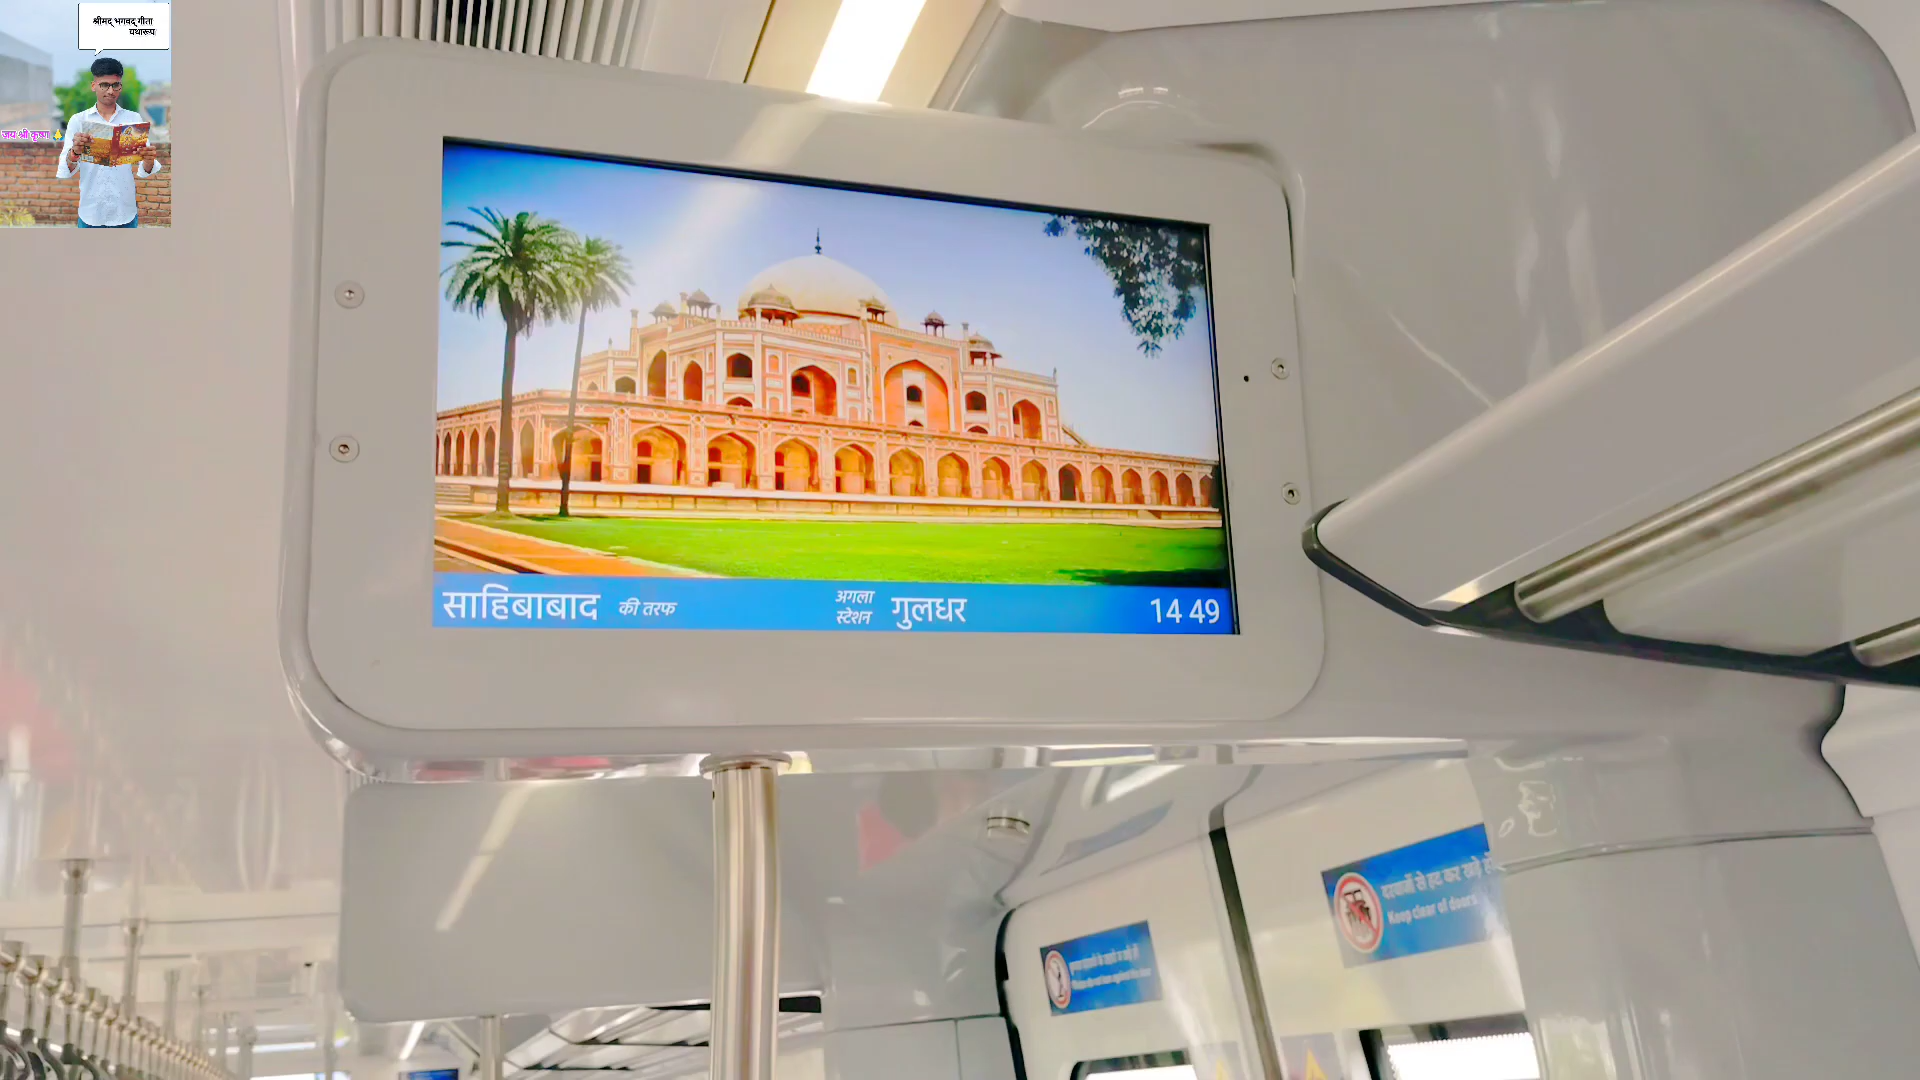 श्रीमद् भगवद् गीता
यथारूप
जय श्री कृष्ण 🙏
साहिबाबाद की तरफ
अगला
स्टेशन
गुलधर
14 49
दरवाजों से हट कर खड़े हों
Keep clear of doors